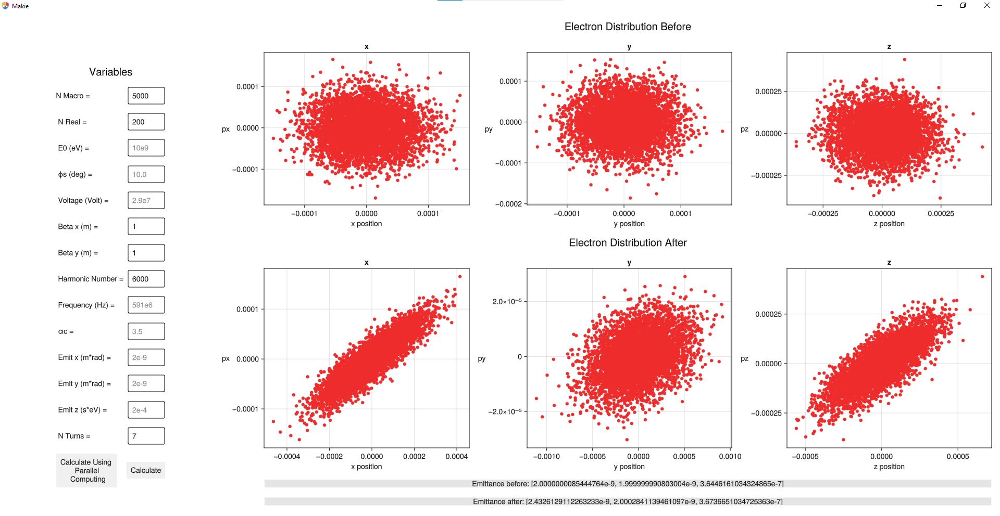 Makie
Variables
N Macro = 5000
N Real = 200
E0 (eV) = 10e9
ϕs (deg) = 10.0
Voltage (Volt) = 2.9e7
Beta x (m) = 1
Beta y (m) = 1
Harmonic Number = 6000
Frequency (Hz) = 591e6
αc = 3.5
Emit x (m*rad) = 2e-9
Emit y (m*rad) = 2e-9
Emit z (s*eV) = 2e-4
N Turns = 7
Calculate Using
Parallel
Computing
Calculate
Electron Distribution Before
x
px
0.0001
0.0000
−0.0001
−0.0001 0.0000 0.0001
x position
y
py
0.0001
0.0000
−0.0001
−0.0002
−0.0001 0.0000 0.0001
y position
z
pz
0.00025
0.00000
−0.00025
−0.00025 0.00000 0.00025
z position
Electron Distribution After
x
px
0.0001
0.0000
−0.0001
−0.0004 −0.0002 0.0000 0.0002 0.0004
x position
y
py
2.0×10⁻⁵
0
−2.0×10⁻⁵
−0.0010 −0.0005 0.0000 0.0005 0.0010
y position
z
pz
0.00025
0.00000
−0.00025
−0.0005 0.0000 0.0005
z position
Emittance before: [2.0000000085444764e-9, 1.999999990803004e-9, 3.6446161034324865e-7]
Emittance after: [2.4326129112263233e-9, 2.0002841139461097e-9, 3.6736651034725363e-7]